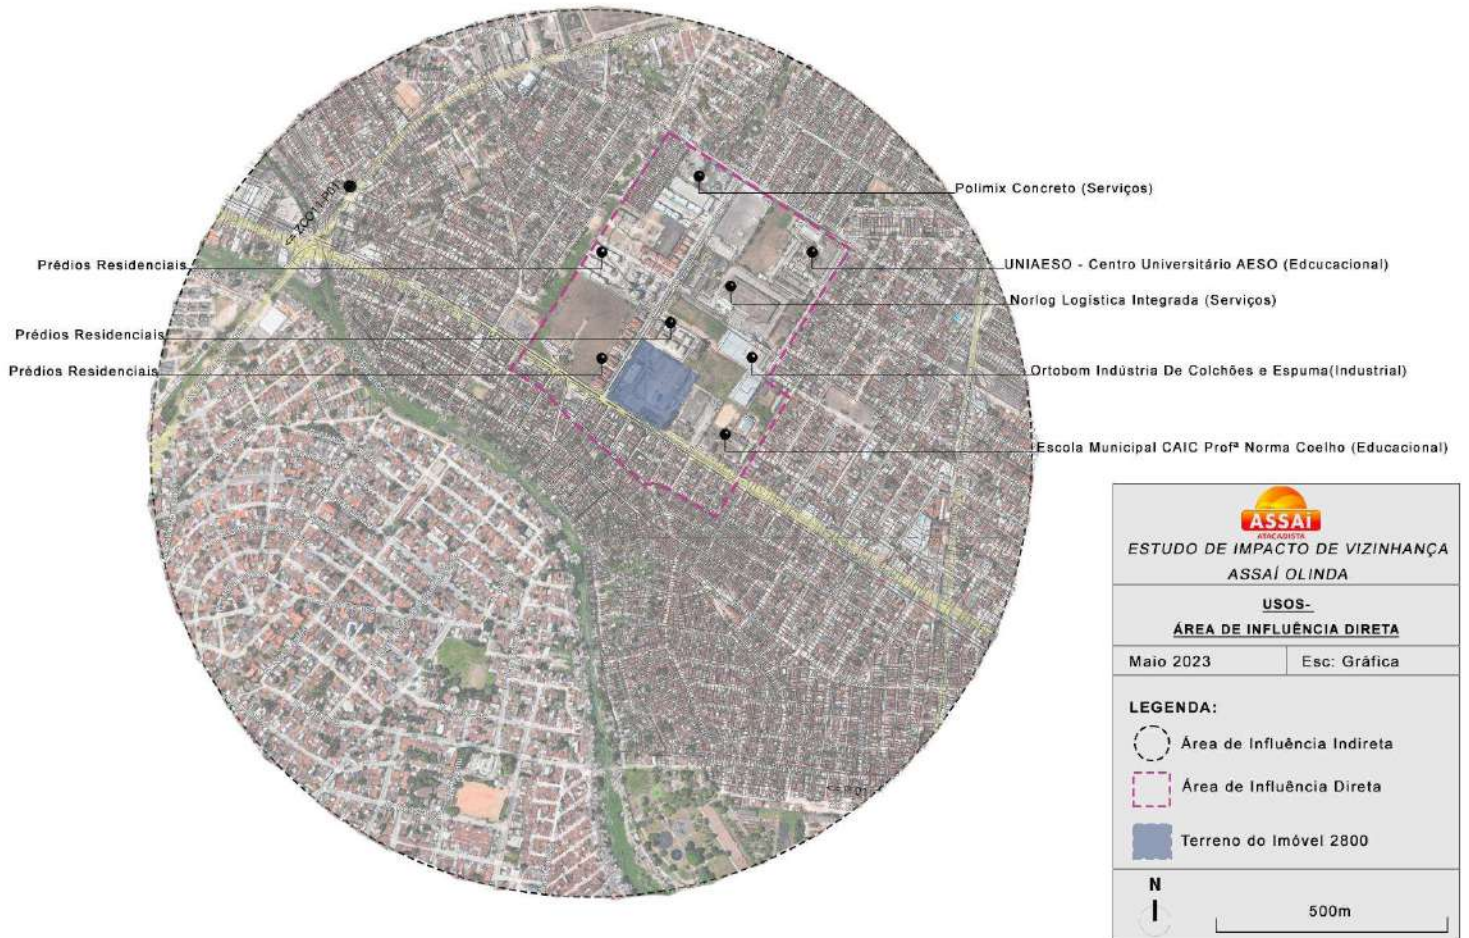 <= ZCO11-P01
Polimix Concreto (Serviços)
Prédios Residenciais
UNIAESO - Centro Universitário AESO (Edcucacional)
Norlog Logística Integrada (Serviços)
Prédios Residenciais
Prédios Residenciais
Ortobom Indústria De Colchões e Espuma(Industrial)
Escola Municipal CAIC Profª Norma Coelho (Educacional)
ASSAÍ
ATACADISTA
ESTUDO DE IMPACTO DE VIZINHANÇA
ASSAÍ OLINDA
USOS-
ÁREA DE INFLUÊNCIA DIRETA
Maio 2023
Esc: Gráfica
LEGENDA:
Área de Influência Indireta
Área de Influência Direta
Terreno do Imóvel 2800
N
500m